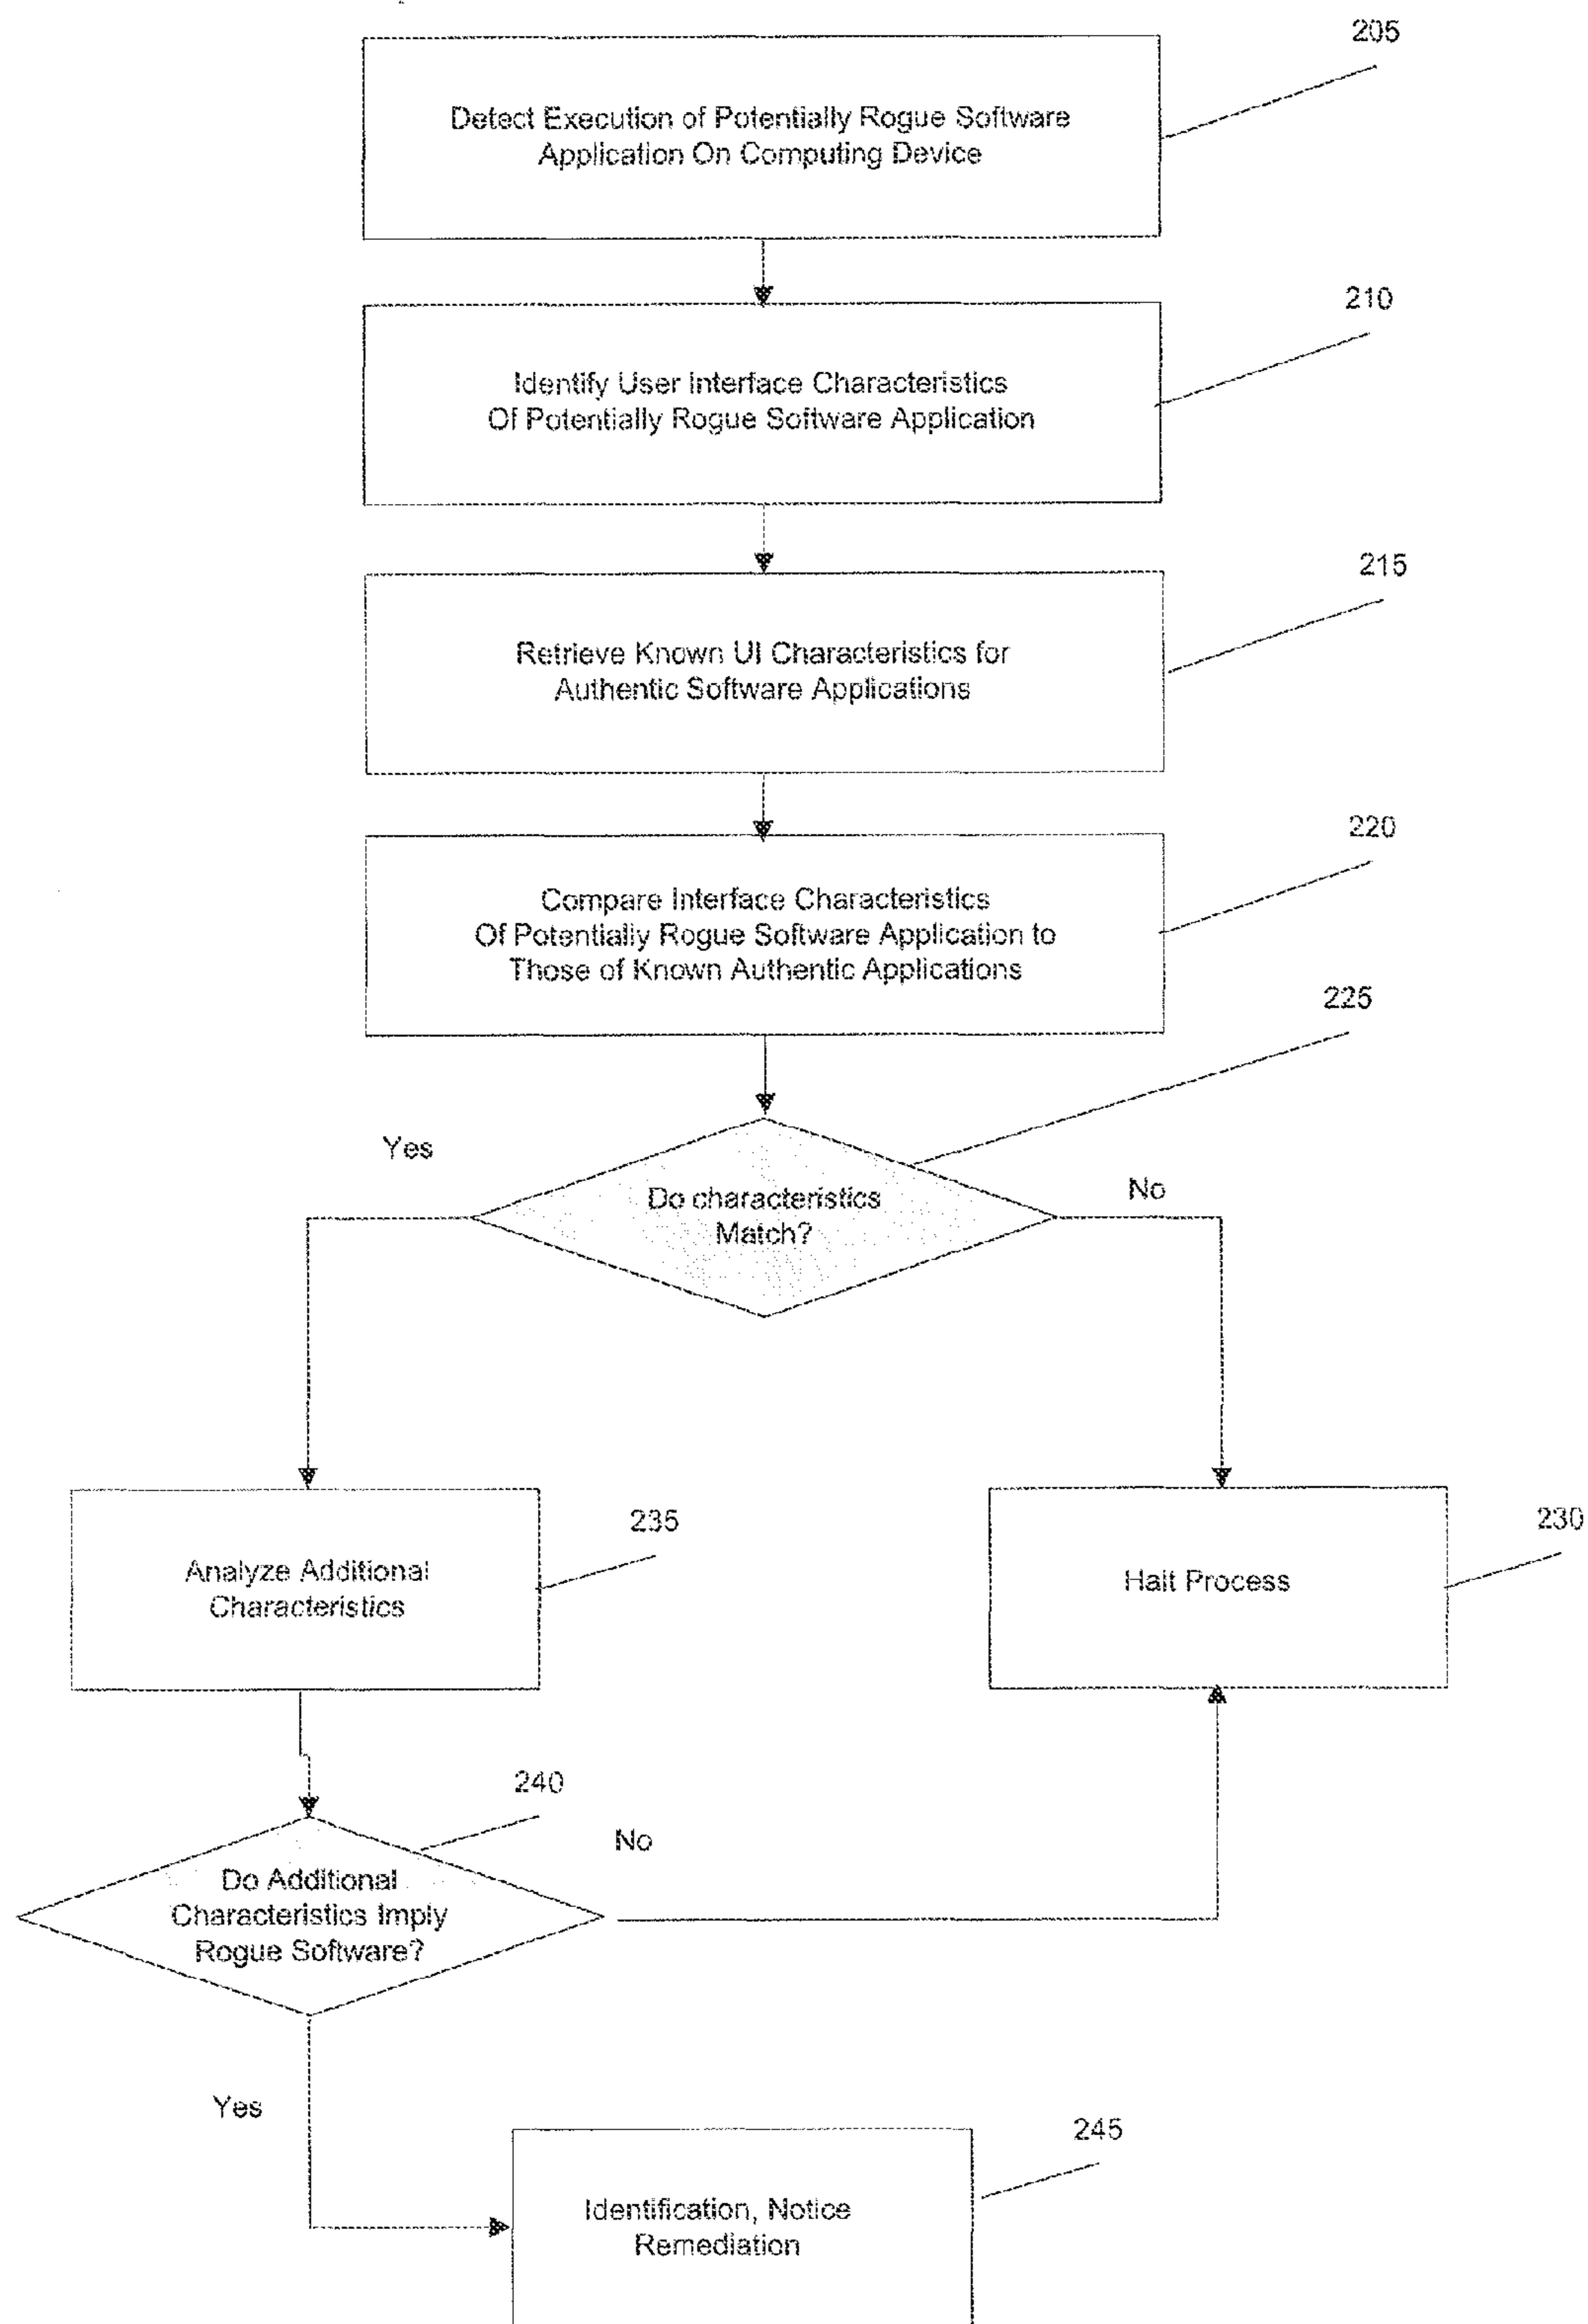 205
Detect Execution of Potentially Rogue Software
Application On Computing Device
210
Identify User Interface Characteristics
Of Potentially Rogue Software Application
215
Retrieve Known UI Characteristics for
Authentic Software Applications
220
Compare Interface Characteristics
Of Potentially Rogue Software Application to
Those of Known Authentic Applications
225
Yes
No
Do characteristics
Match?
235
230
Analyze Additional
Characteristics
Halt Process
240
No
Do Additional
Characteristics Imply
Rogue Software?
Yes
245
Identification, Notice
Remediation